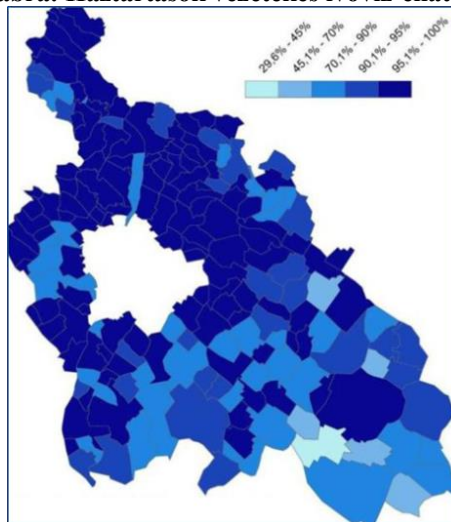 29,6% - 45%
45,1% - 70%
70,1% - 90%
90,1% - 95%
95,1% - 100%